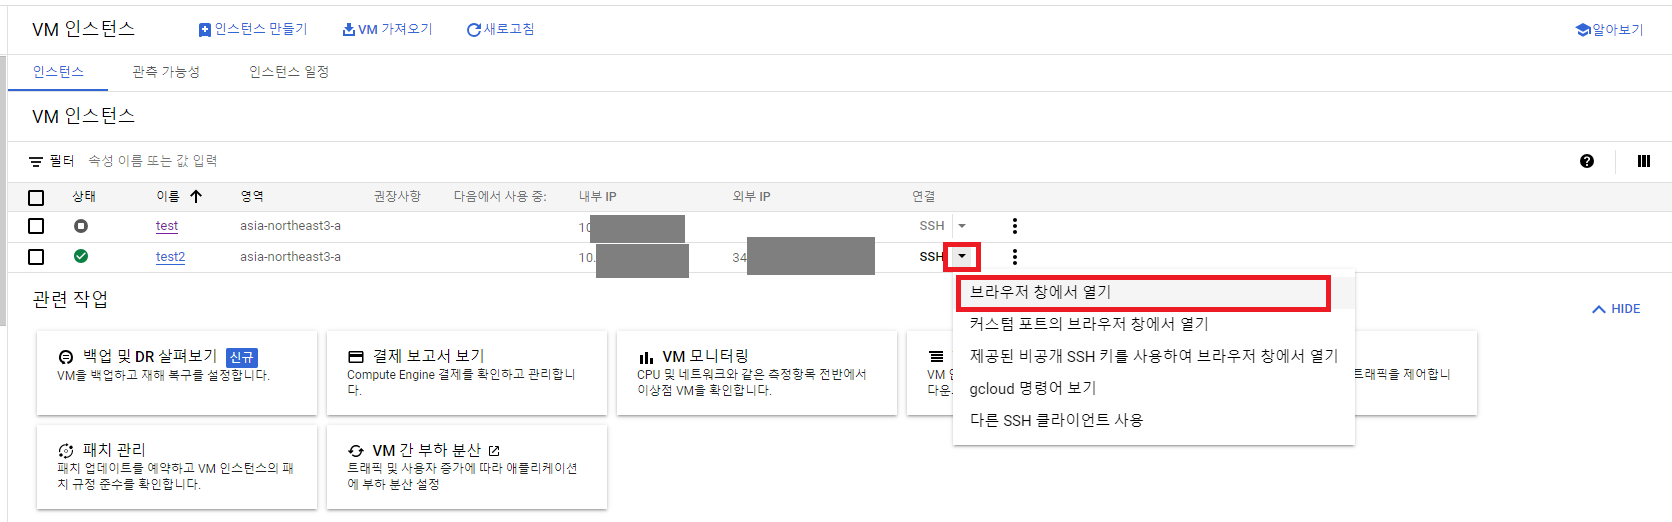 VM 인스턴스
인스턴스 만들기
VM 가져오기
새로고침
알아보기
인스턴스
관측 가능성
인스턴스 일정
VM 인스턴스
필터
속성 이름 또는 값 입력
상태
이름
영역
권장사항
다음에서 사용 중:
내부 IP
외부 IP
연결
test
asia-northeast3-a
10
SSH
test2
asia-northeast3-a
10.
34
SSH
브라우저 창에서 열기
커스텀 포트의 브라우저 창에서 열기
제공된 비공개 SSH 키를 사용하여 브라우저 창에서 열기
gcloud 명령어 보기
다른 SSH 클라이언트 사용
관련 작업
HIDE
백업 및 DR 살펴보기 신규
VM을 백업하고 재해 복구를 설정합니다.
결제 보고서 보기
Compute Engine 결제를 확인하고 관리합니
다.
VM 모니터링
CPU 및 네트워크와 같은 측정항목 전반에서
이상점 VM을 확인합니다.
VM
다운
트래픽을 제어합니
패치 관리
패치 업데이트를 예약하고 VM 인스턴스의 패
치 규정 준수를 확인합니다.
VM 간 부하 분산
트래픽 및 사용자 증가에 따라 애플리케이션
에 부하 분산 설정